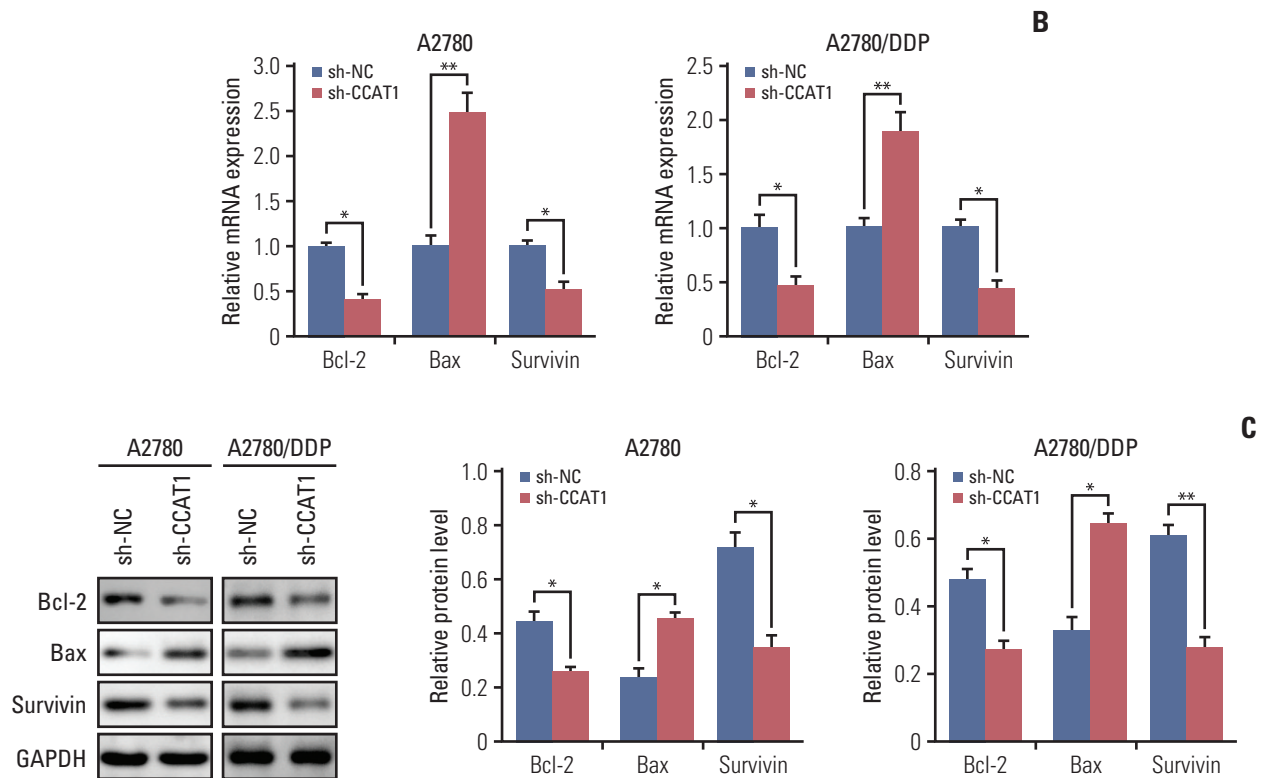 B
A2780
sh-NC
sh-CCAT1
Relative mRNA expression
3.0
2.5
2.0
1.5
1.0
0.5
0
*
**
*
Bcl-2 Bax Survivin
A2780/DDP
sh-NC
sh-CCAT1
Relative mRNA expression
2.5
2.0
1.5
1.0
0.5
0
*
**
*
Bcl-2 Bax Survivin
C
A2780 A2780/DDP
sh-NC sh-CCAT1 sh-NC sh-CCAT1
Bcl-2
Bax
Survivin
GAPDH
A2780
sh-NC
sh-CCAT1
Relative protein level
1.0
0.8
0.6
0.4
0.2
0
*
*
*
Bcl-2 Bax Survivin
A2780/DDP
sh-NC
sh-CCAT1
Relative protein level
0.8
0.6
0.4
0.2
0
*
*
**
Bcl-2 Bax Survivin